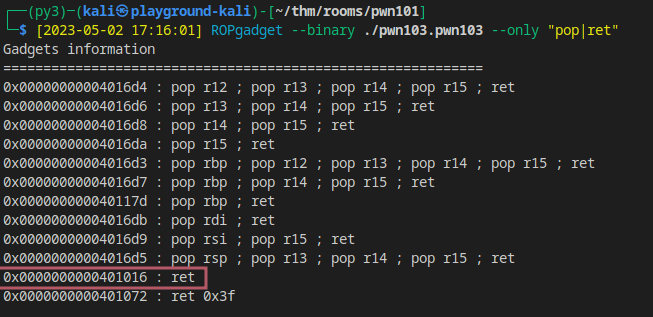 ┌──(py3)─(kali㉿playground-kali)-[~/thm/rooms/pwn101]
└─$ [2023-05-02 17:16:01] ROPgadget --binary ./pwn103.pwn103 --only "pop|ret"
Gadgets information
============================================================
0x00000000004016d4 : pop r12 ; pop r13 ; pop r14 ; pop r15 ; ret
0x00000000004016d6 : pop r13 ; pop r14 ; pop r15 ; ret
0x00000000004016d8 : pop r14 ; pop r15 ; ret
0x00000000004016da : pop r15 ; ret
0x00000000004016d3 : pop rbp ; pop r12 ; pop r13 ; pop r14 ; pop r15 ; ret
0x00000000004016d7 : pop rbp ; pop r14 ; pop r15 ; ret
0x000000000040117d : pop rbp ; ret
0x00000000004016db : pop rdi ; ret
0x00000000004016d9 : pop rsi ; pop r15 ; ret
0x00000000004016d5 : pop rsp ; pop r13 ; pop r14 ; pop r15 ; ret
0x0000000000401016 : ret
0x0000000000401072 : ret 0x3f